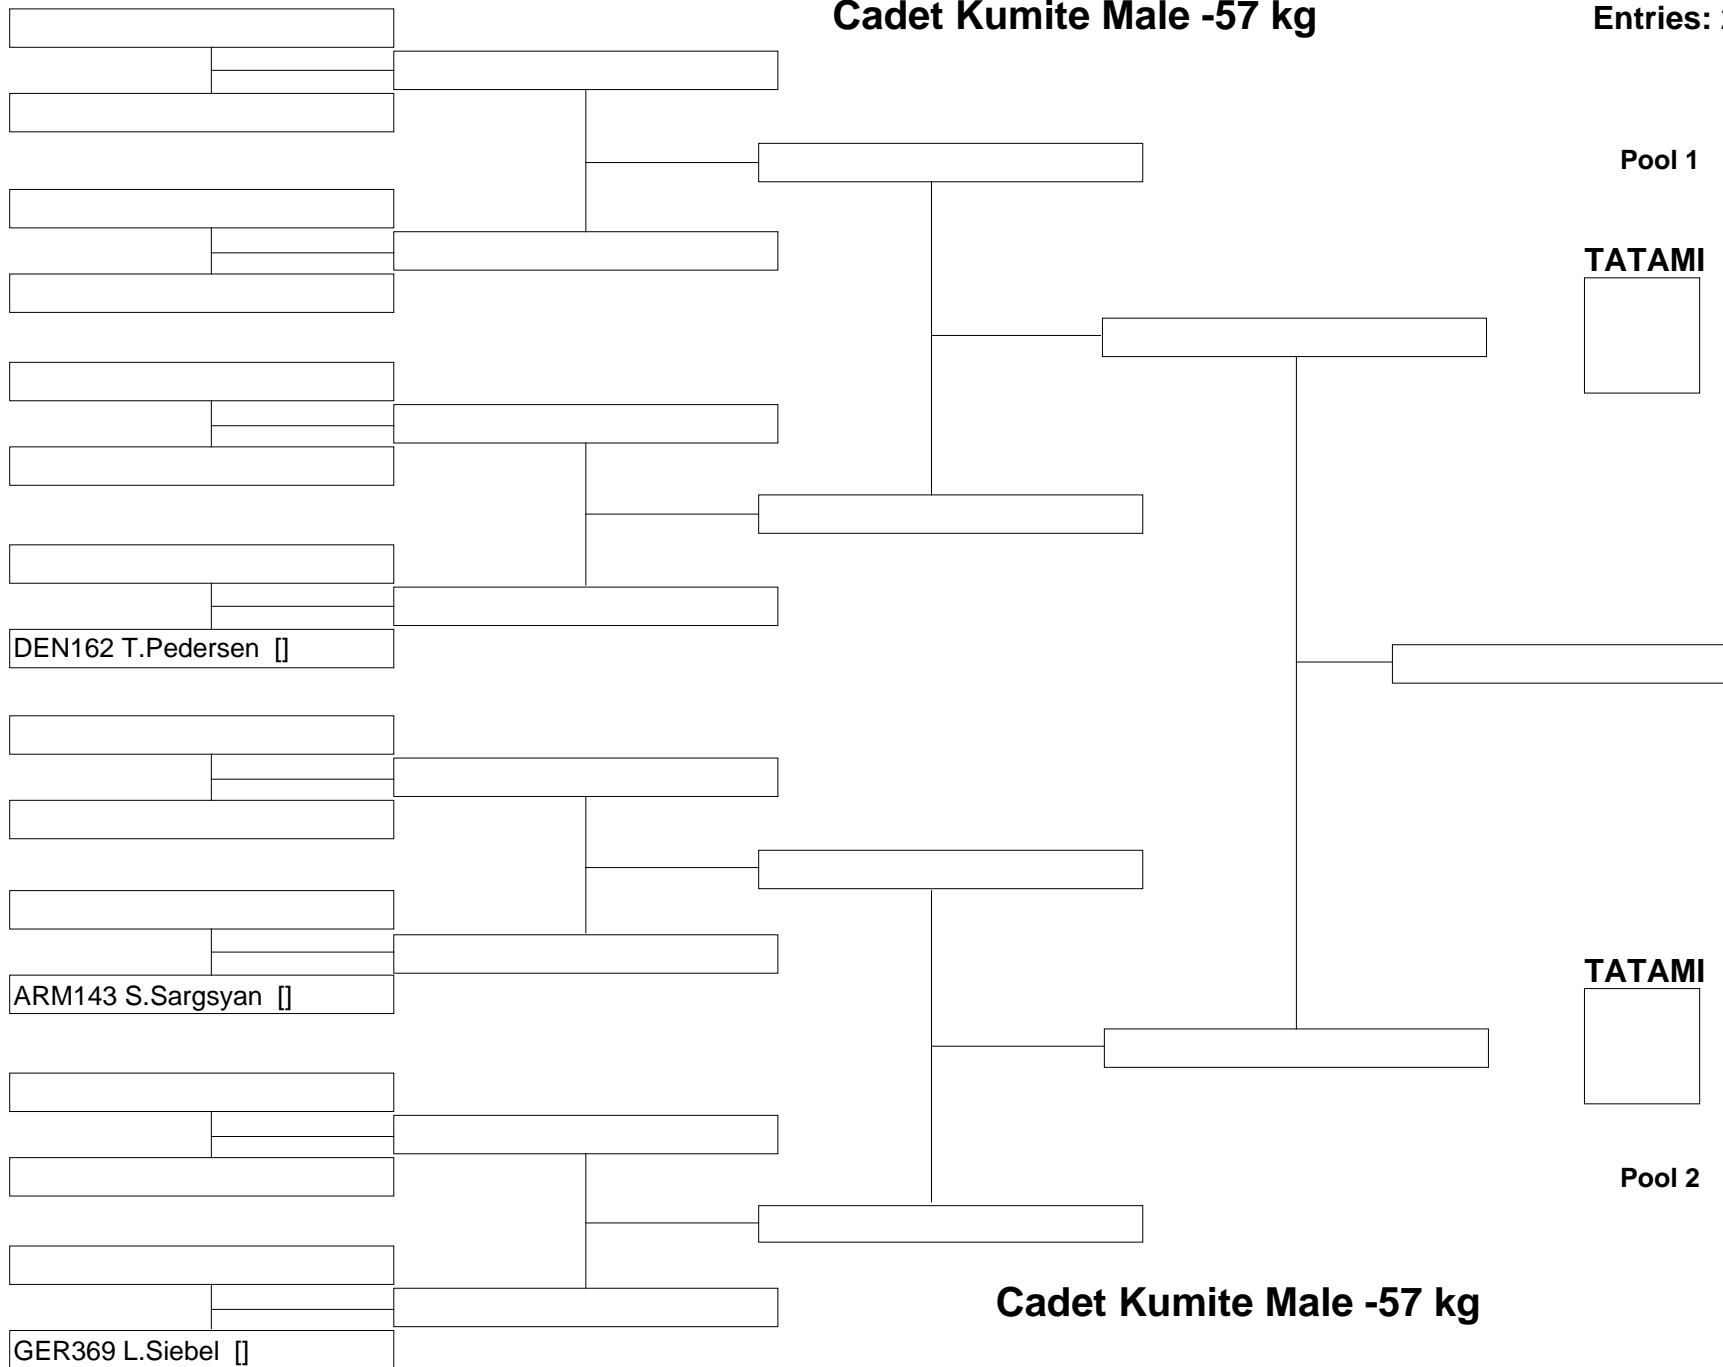 Cadet Kumite Male -57 kg
Entries:
Pool 1
TATAMI
DEN162 T.Pedersen []
ARM143 S.Sargsyan []
TATAMI
Pool 2
Cadet Kumite Male -57 kg
GER369 L.Siebel []